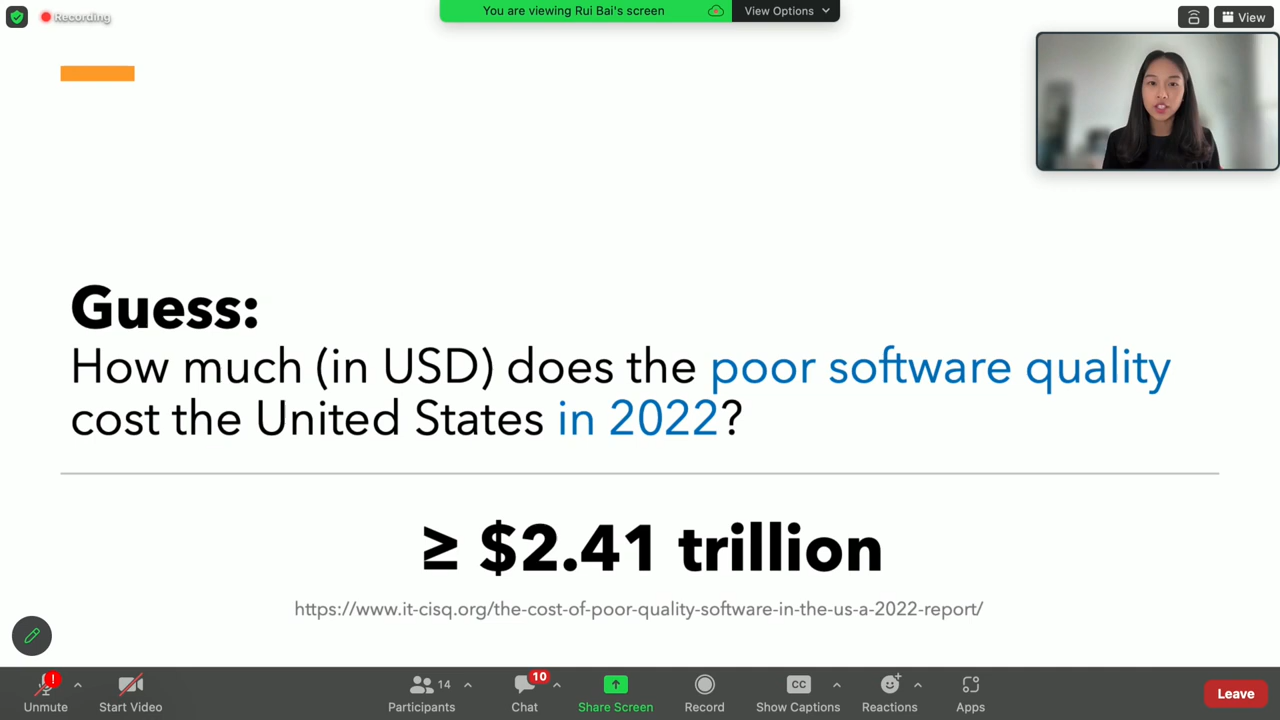 Recording
You are viewing Rui Bai's screen
View Options
View
Guess:
How much (in USD) does the poor software quality
cost the United States in 2022?
≥ $2.41 trillion
https://www.it-cisq.org/the-cost-of-poor-quality-software-in-the-us-a-2022-report/
!
14
10
CC
Unmute
Start Video
Participants
Chat
Share Screen
Record
Show Captions
Reactions
Apps
Leave